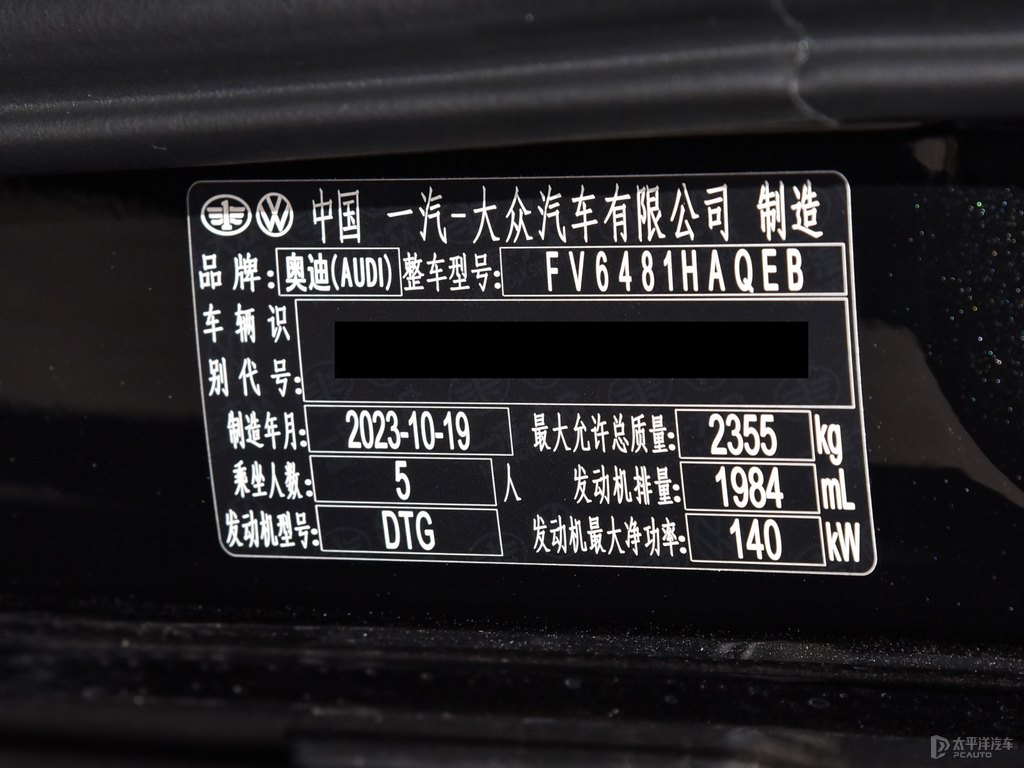 中国 一汽-大众汽车有限公司 制造
品牌: 奥迪(AUDI) 整车型号: FV6481HAQEB
车辆识
别代号:
制造年月: 2023-10-19 最大允许总质量: 2355 kg
乘坐人数: 5 人 发动机排量: 1984 mL
发动机型号: DTG 发动机最大净功率: 140 kW
太平洋汽车
PCAUTO